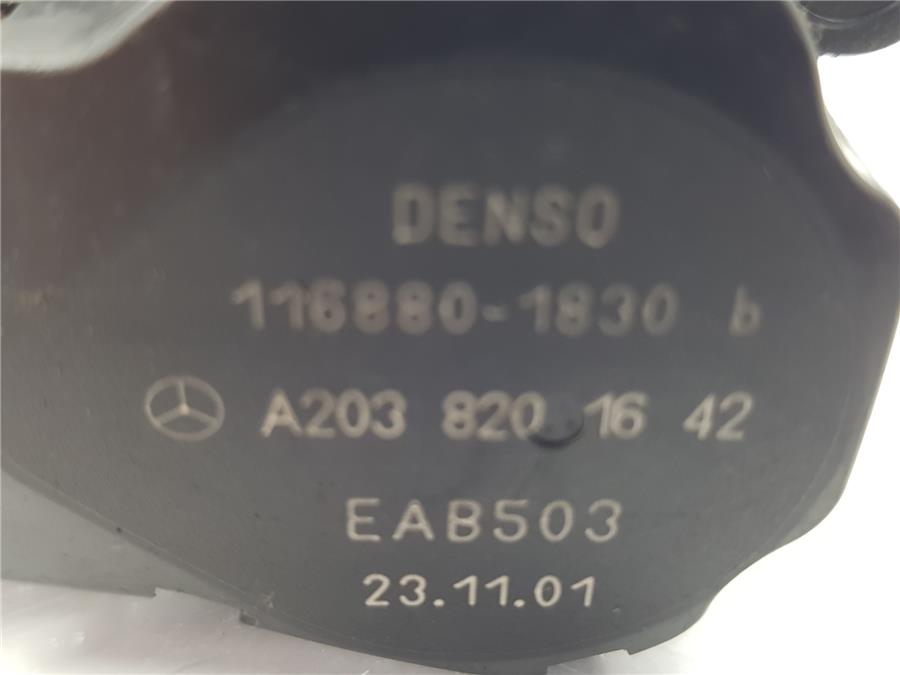 DENSO
116880-1830 b
A203 820 16 42
EAB503
23.11.01